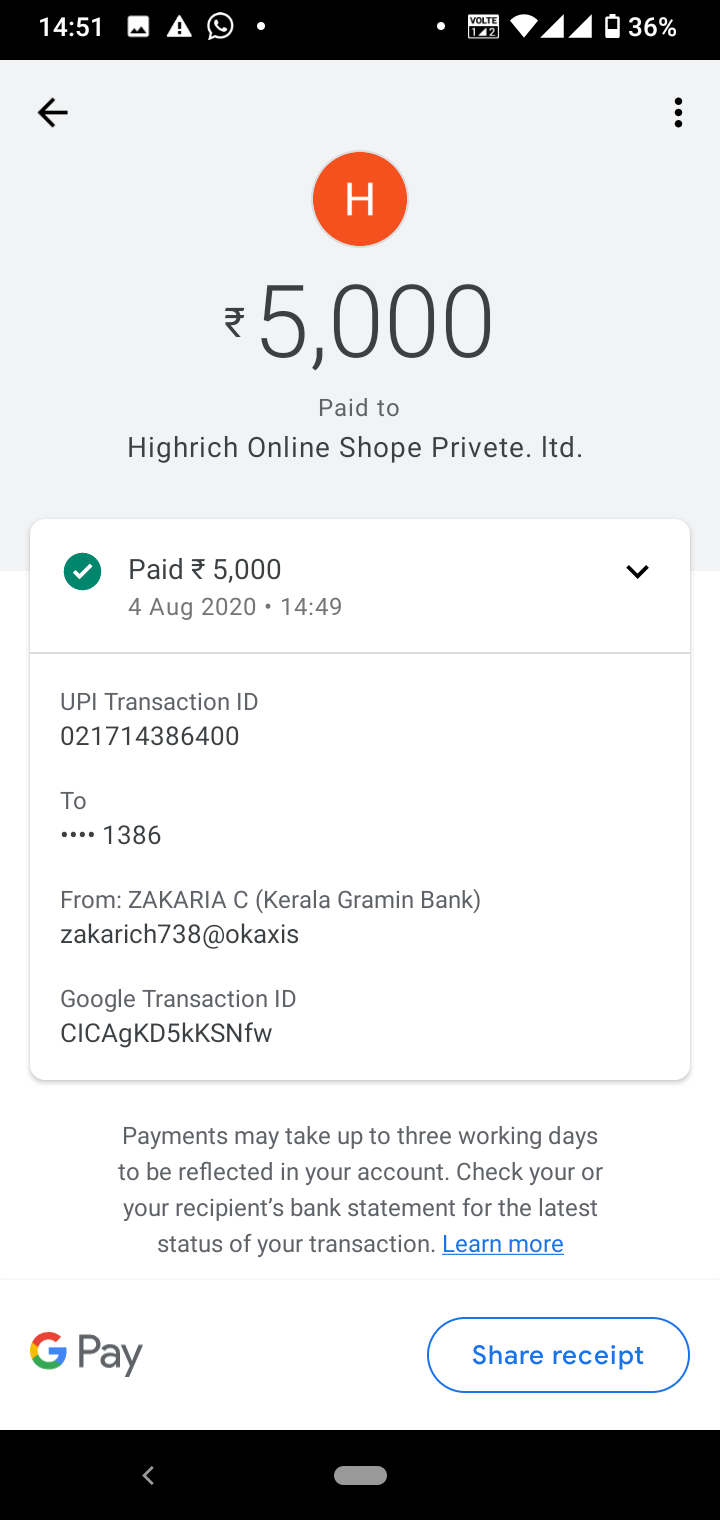 14:51
VOLTE
1 2
36%
H
₹5,000
Paid to
Highrich Online Shope Privete. ltd.
Paid ₹ 5,000
4 Aug 2020 • 14:49
UPI Transaction ID
021714386400
To
•••• 1386
From: ZAKARIA C (Kerala Gramin Bank)
zakarich738@okaxis
Google Transaction ID
CICAgKD5kKSNfw
Payments may take up to three working days
to be reflected in your account. Check your or
your recipient’s bank statement for the latest
status of your transaction. Learn more
G Pay
Share receipt